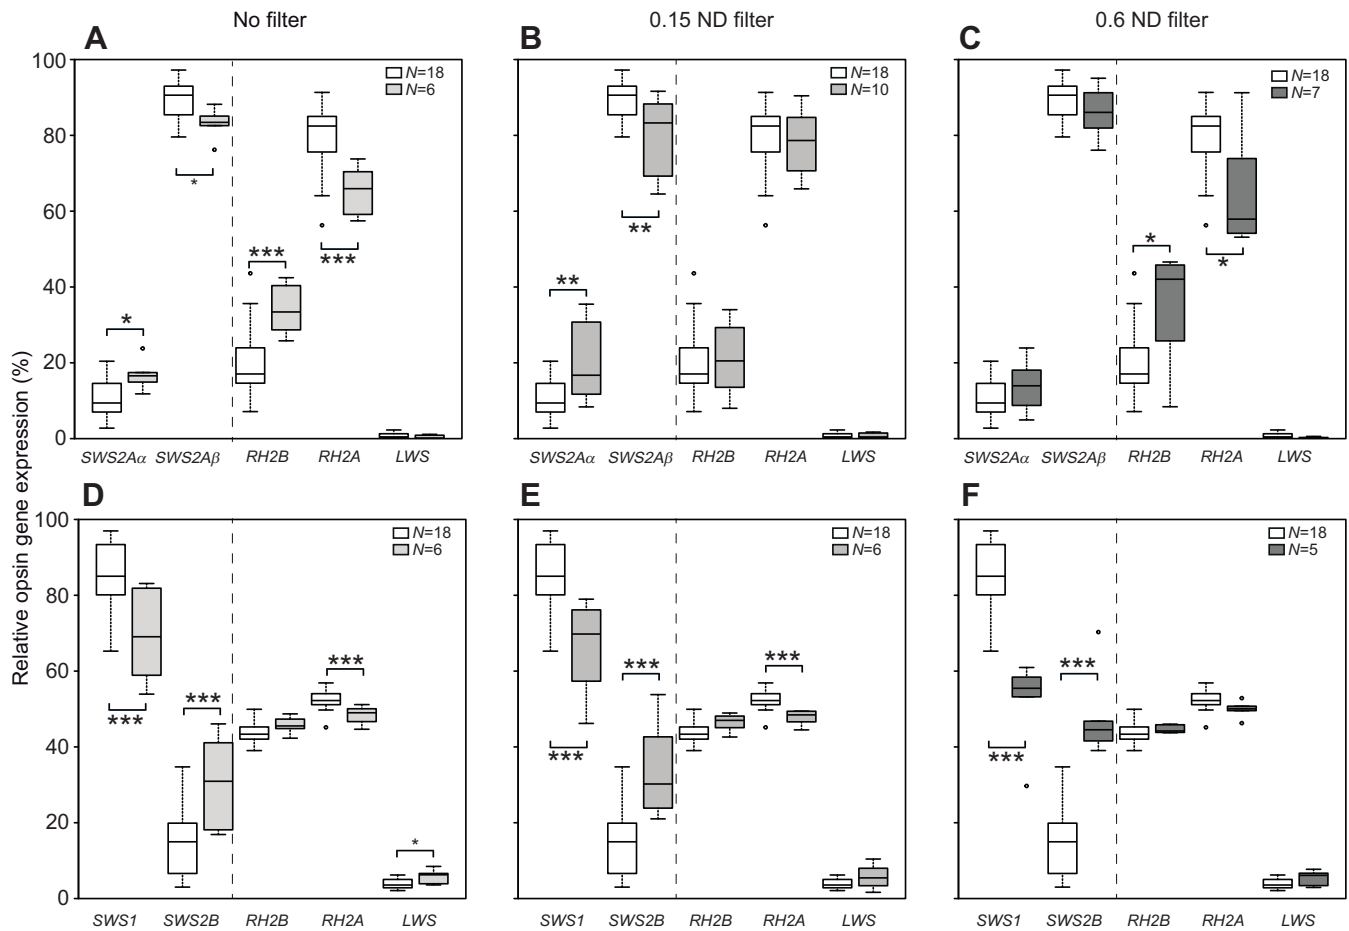 No filter 0.15 ND filter 0.6 ND filter
A B C
100
80
60
40
20
0
N=18
N=6
N=18
N=10
N=18
N=7
*
*
***
***
**
**
*
*
SWS2Aα SWS2Aβ RH2B RH2A LWS
SWS2Aα SWS2Aβ RH2B RH2A LWS
SWS2Aα SWS2Aβ RH2B RH2A LWS
Relative opsin gene expression (%)
D E F
100
80
60
40
20
0
N=18
N=6
N=18
N=6
N=18
N=5
***
***
***
*
***
***
***
***
***
SWS1 SWS2B RH2B RH2A LWS
SWS1 SWS2B RH2B RH2A LWS
SWS1 SWS2B RH2B RH2A LWS